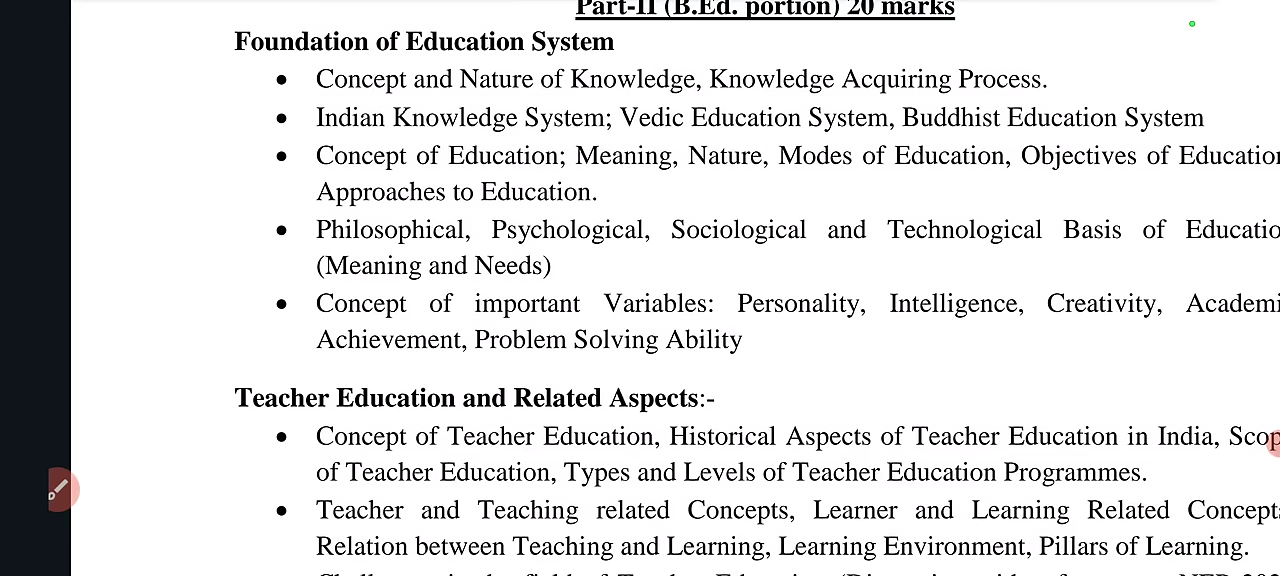 Part-II (B.Ed. portion) 20 marks
Foundation of Education System
• Concept and Nature of Knowledge, Knowledge Acquiring Process.
• Indian Knowledge System; Vedic Education System, Buddhist Education System
• Concept of Education; Meaning, Nature, Modes of Education, Objectives of Education
Approaches to Education.
• Philosophical, Psychological, Sociological and Technological Basis of Educatio
(Meaning and Needs)
• Concept of important Variables: Personality, Intelligence, Creativity, Academi
Achievement, Problem Solving Ability
Teacher Education and Related Aspects:-
• Concept of Teacher Education, Historical Aspects of Teacher Education in India, Scop
of Teacher Education, Types and Levels of Teacher Education Programmes.
• Teacher and Teaching related Concepts, Learner and Learning Related Concept
Relation between Teaching and Learning, Learning Environment, Pillars of Learning.